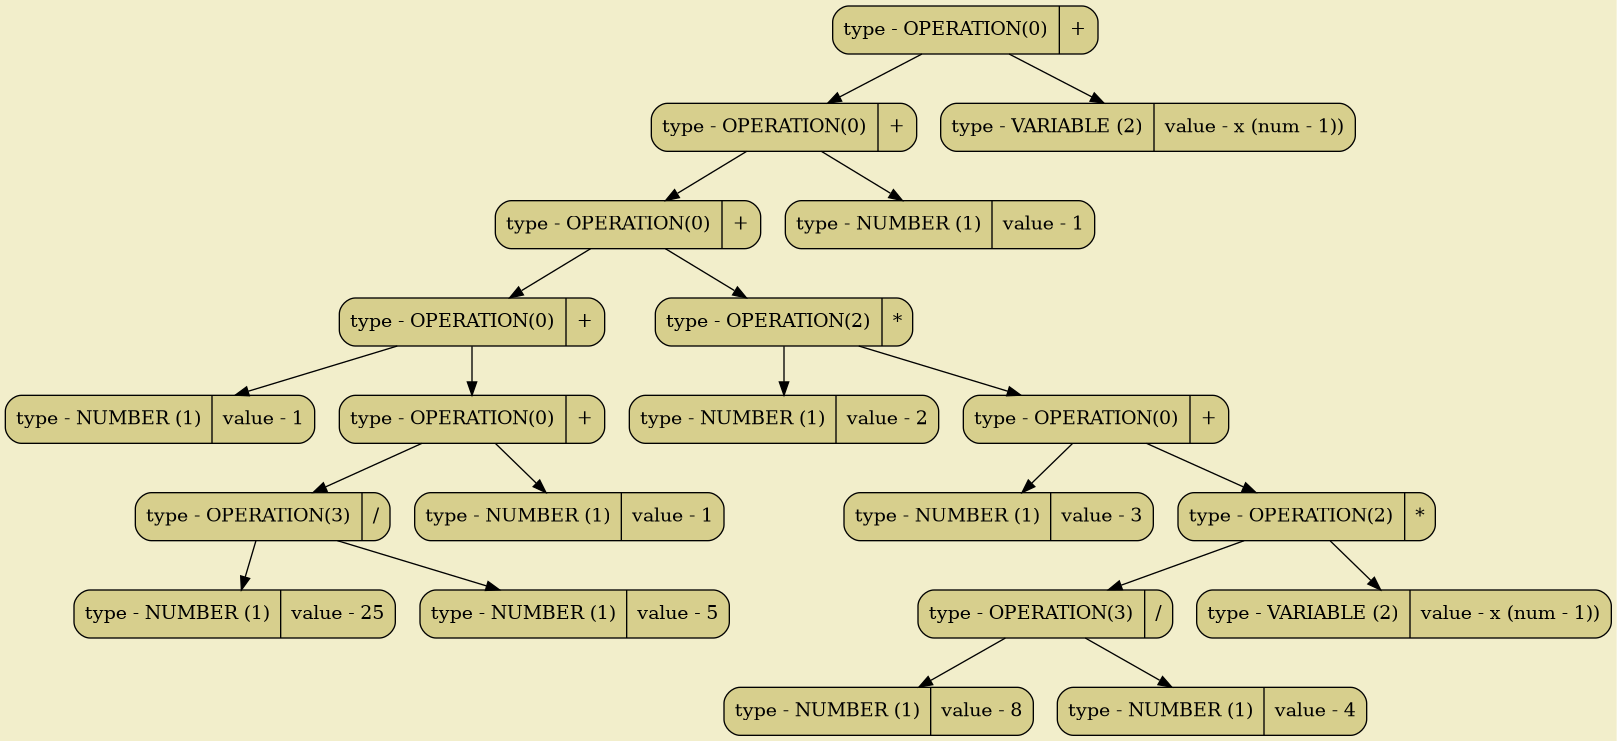 type - OPERATION(0) +
type - OPERATION(0) +
type - VARIABLE (2) value - x (num - 1))
type - OPERATION(0) +
type - NUMBER (1) value - 1
type - OPERATION(0) +
type - OPERATION(2) *
type - NUMBER (1) value - 1
type - OPERATION(0) +
type - NUMBER (1) value - 2
type - OPERATION(0) +
type - OPERATION(3) /
type - NUMBER (1) value - 1
type - NUMBER (1) value - 3
type - OPERATION(2) *
type - NUMBER (1) value - 25
type - NUMBER (1) value - 5
type - OPERATION(3) /
type - VARIABLE (2) value - x (num - 1))
type - NUMBER (1) value - 8
type - NUMBER (1) value - 4